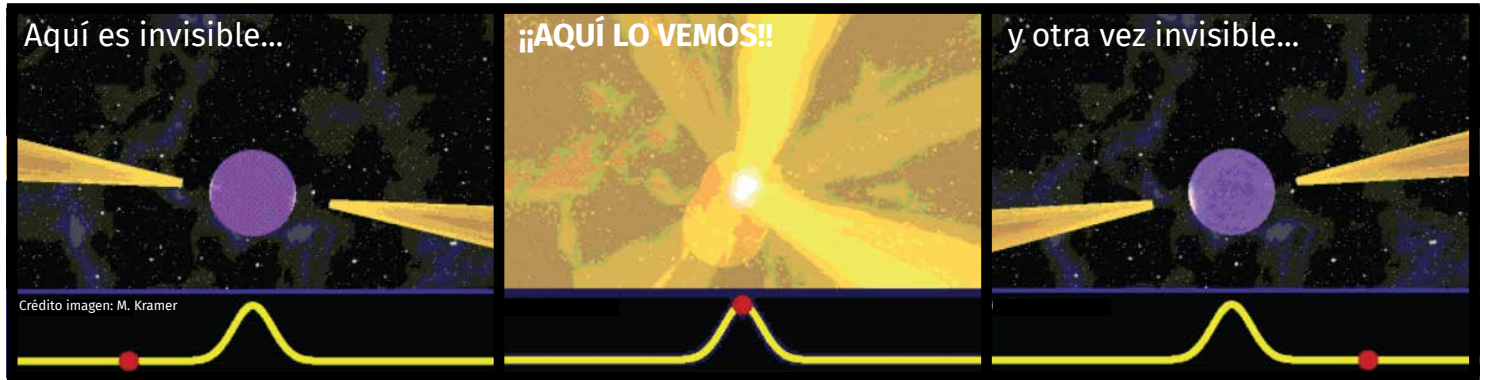 Aquí es invisible...
¡¡AQUÍ LO VEMOS!!
y otra vez invisible...
Crédito imagen: M. Kramer